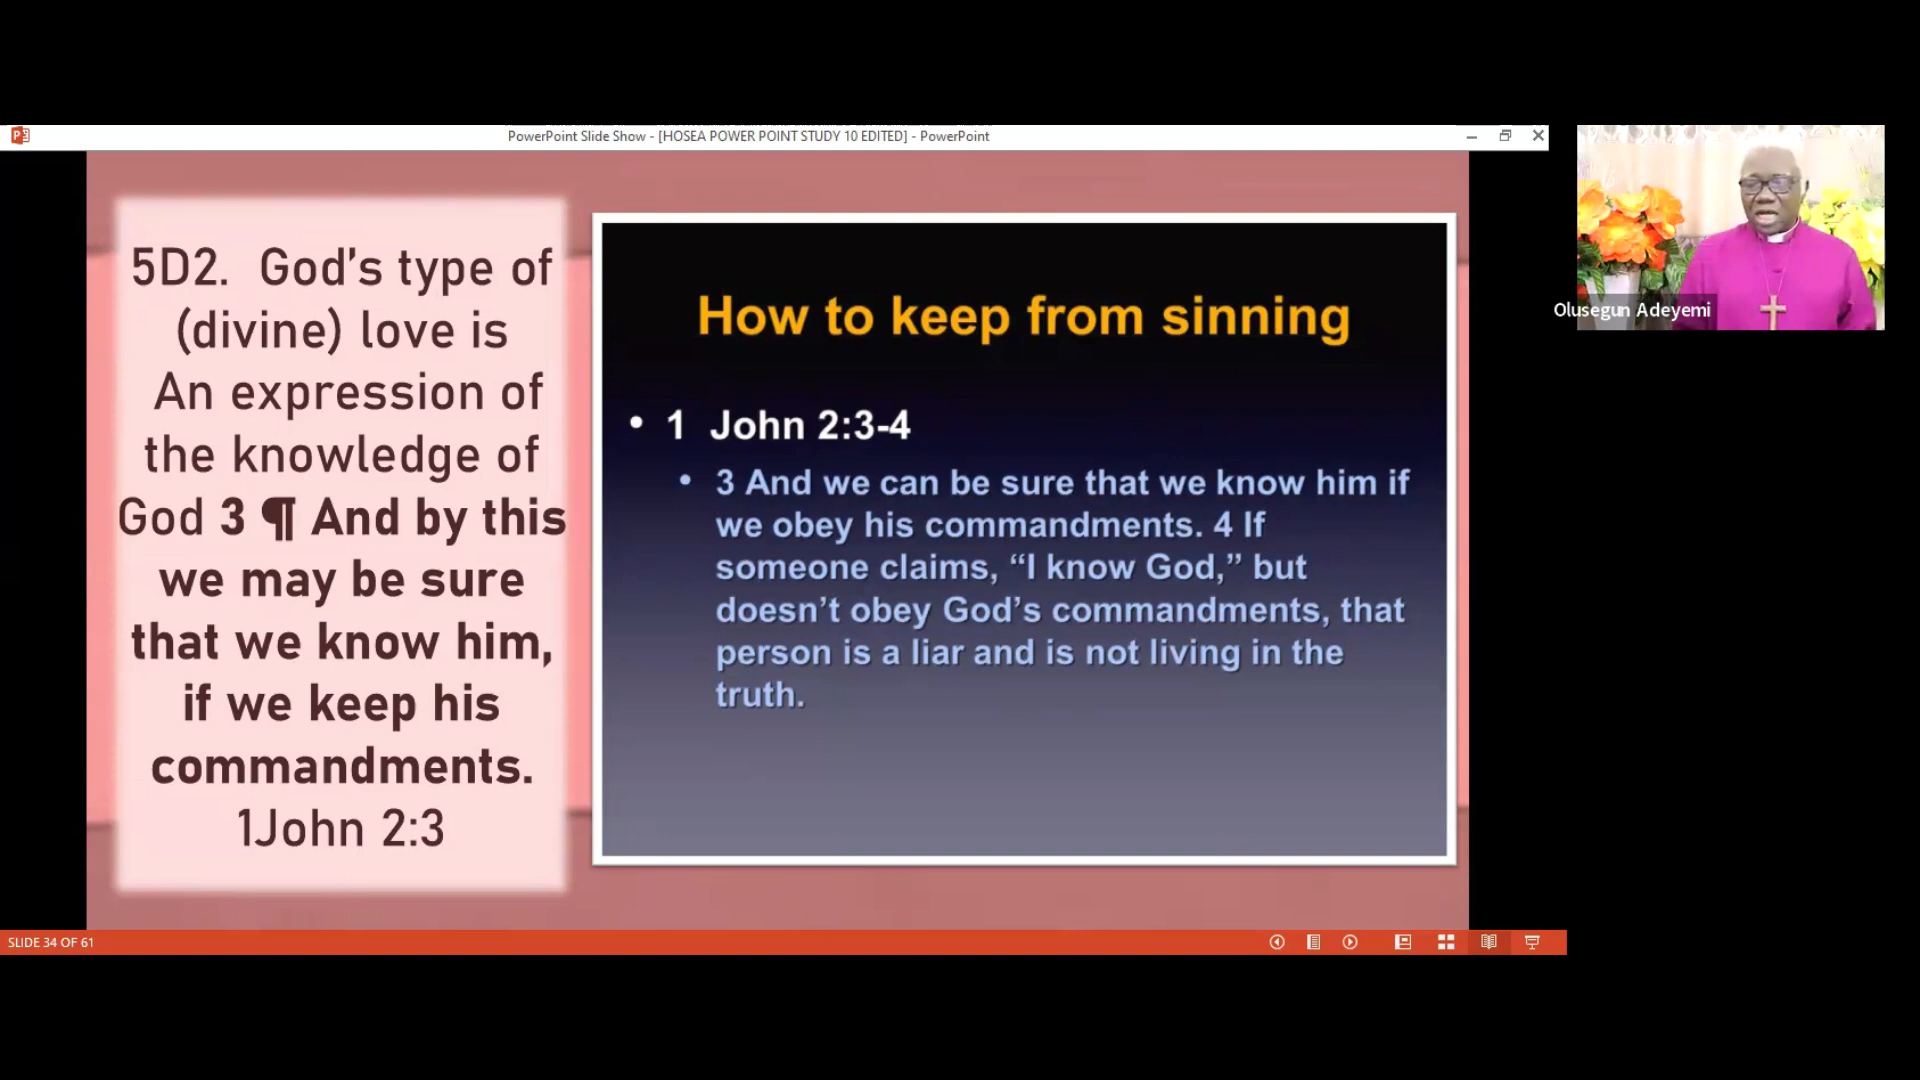 PowerPoint Slide Show - [HOSEA POWER POINT STUDY 10 EDITED] - PowerPoint
5D2. God's type of
(divine) love is
An expression of
the knowledge of
God 3 ¶ And by this
we may be sure
that we know him,
if we keep his
commandments.
1John 2:3
How to keep from sinning
• 1 John 2:3-4
• 3 And we can be sure that we know him if
we obey his commandments. 4 If
someone claims, “I know God,” but
doesn’t obey God’s commandments, that
person is a liar and is not living in the
truth.
Olusegun Adeyemi
SLIDE 34 OF 61